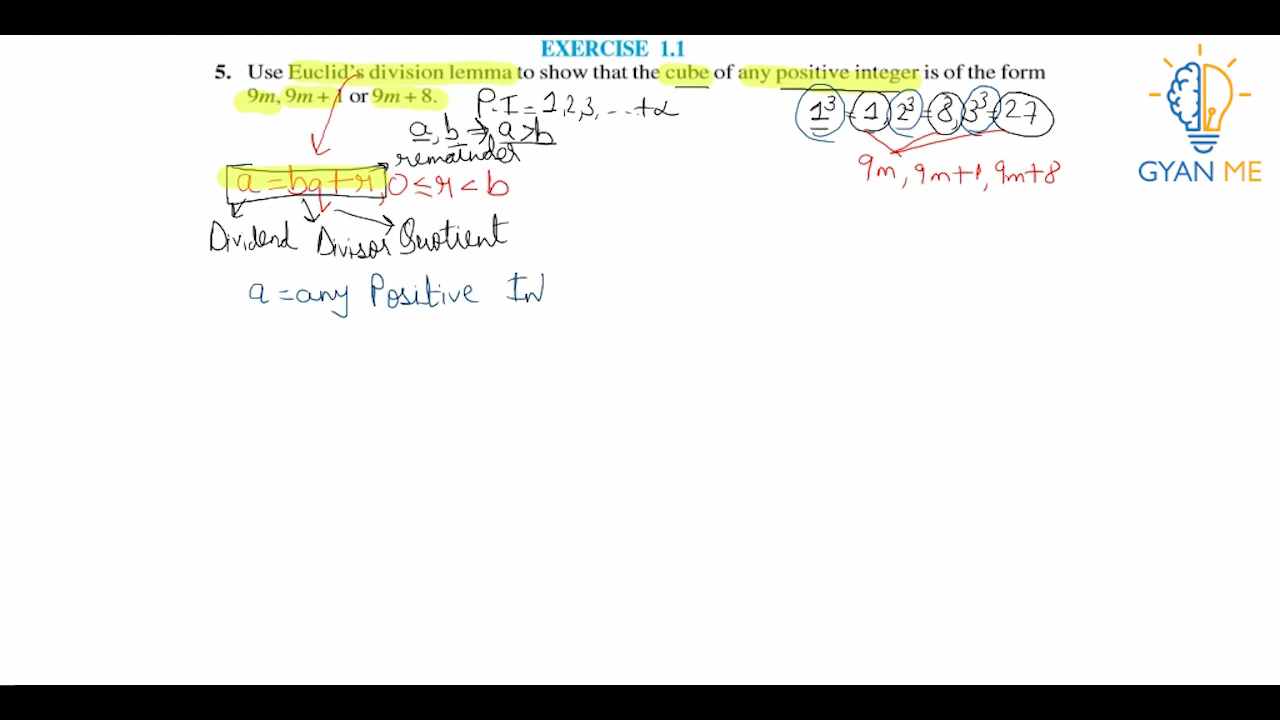 EXERCISE 1.1
5. Use Euclid's division lemma to show that the cube of any positive integer is of the form
9m, 9m + 1 or 9m + 8.
P.I = 1,2,3, ... +∝
1³ = 1, 2³ = 8, 3³ = 27
a, b ⇒ a > b
remainder
9m, 9m+1, 9m+8
GYAN ME
a = bq + r, 0 ≤ r < b
Dividend Divisor Quotient
a = any Positive In